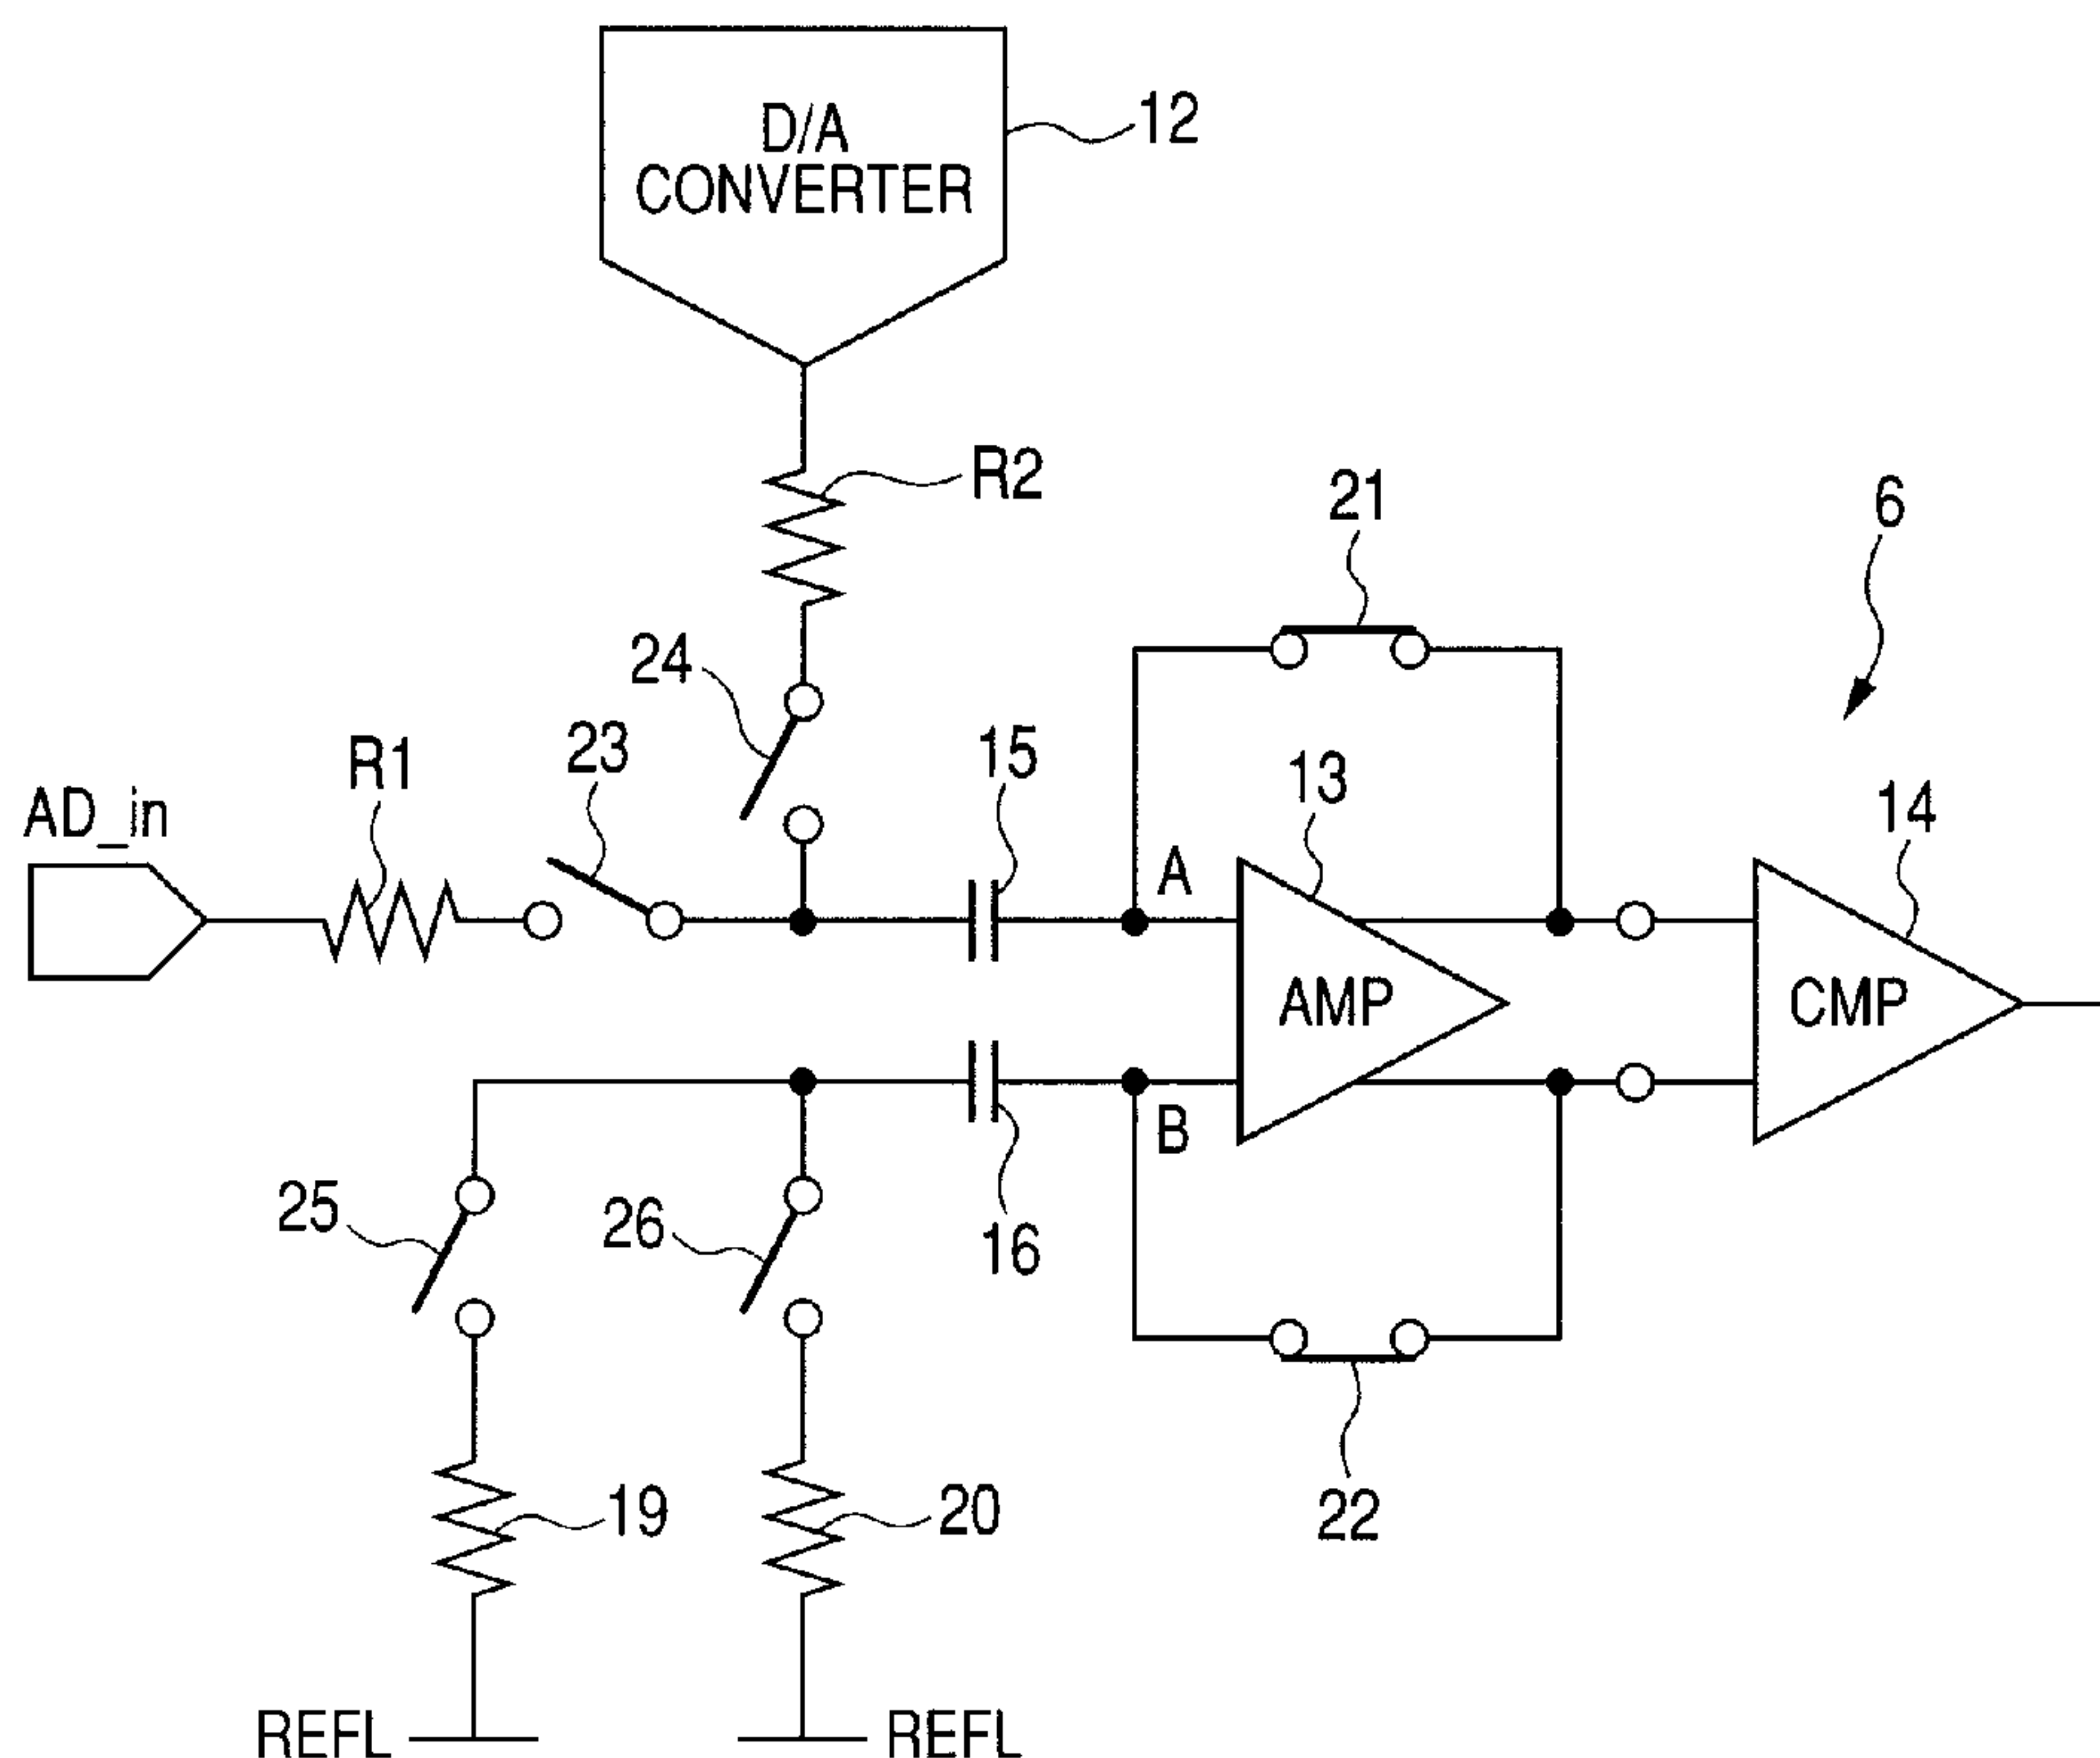 D/A
CONVERTER
12
R2
21
6
24
23
15
R1
13
14
AD_in
A
AMP
CMP
B
25
26
16
19
20
22
REFL
REFL